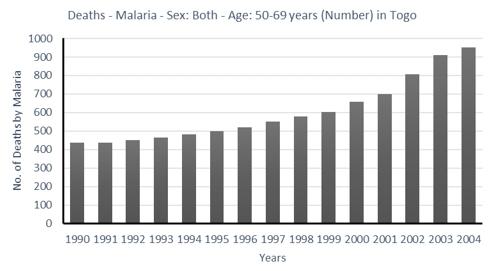 Deaths - Malaria - Sex: Both - Age: 50-69 years (Number) in Togo
No. of Deaths by Malaria
1000
900
800
700
600
500
400
300
200
100
0
1990 1991 1992 1993 1994 1995 1996 1997 1998 1999 2000 2001 2002 2003 2004
Years